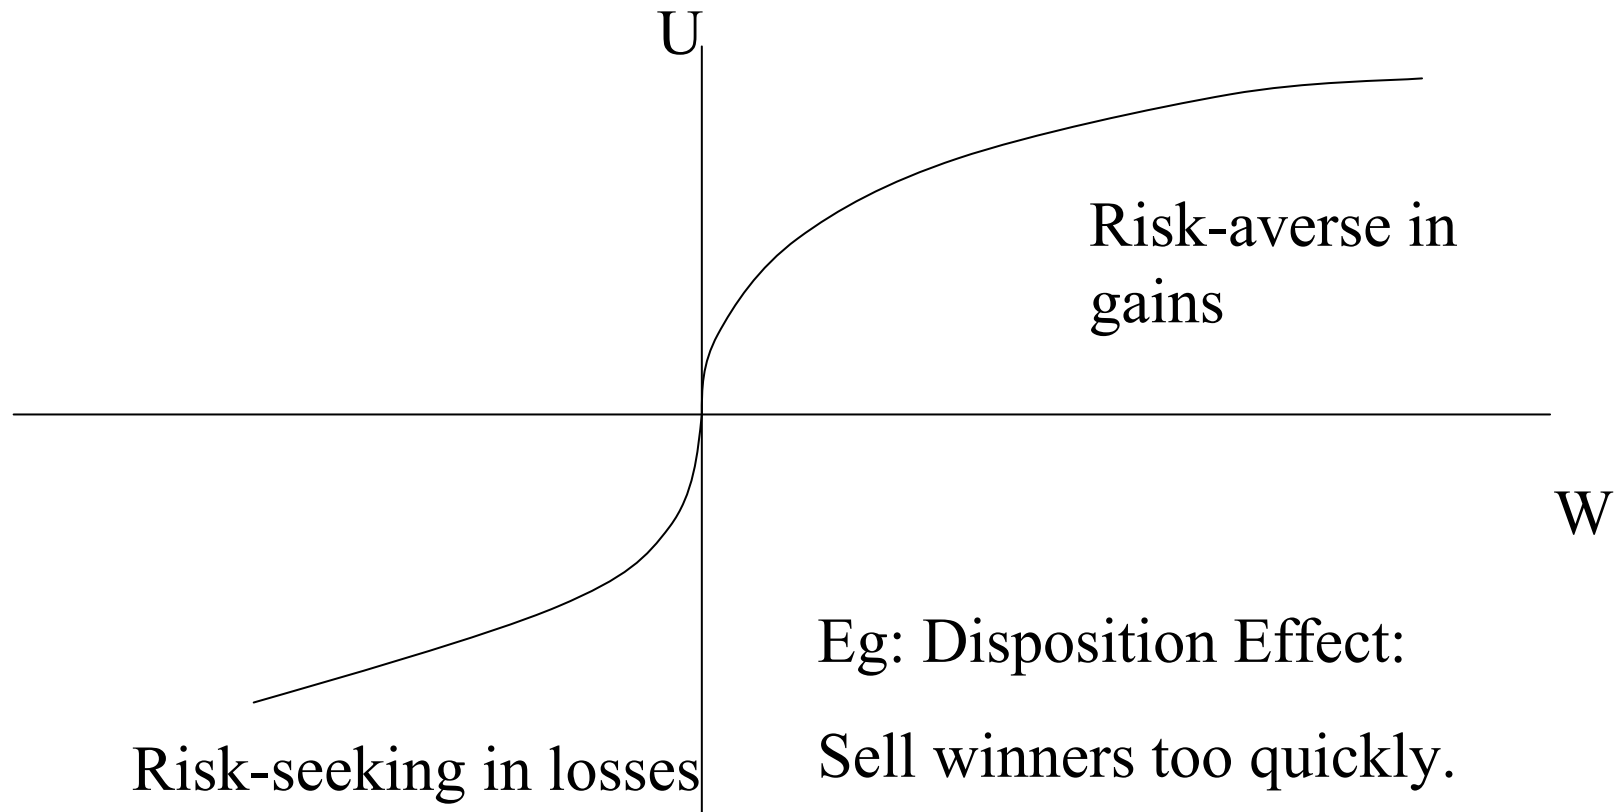 U
Risk-averse in
gains
W
Eg: Disposition Effect:
Sell winners too quickly.
Risk-seeking in losses